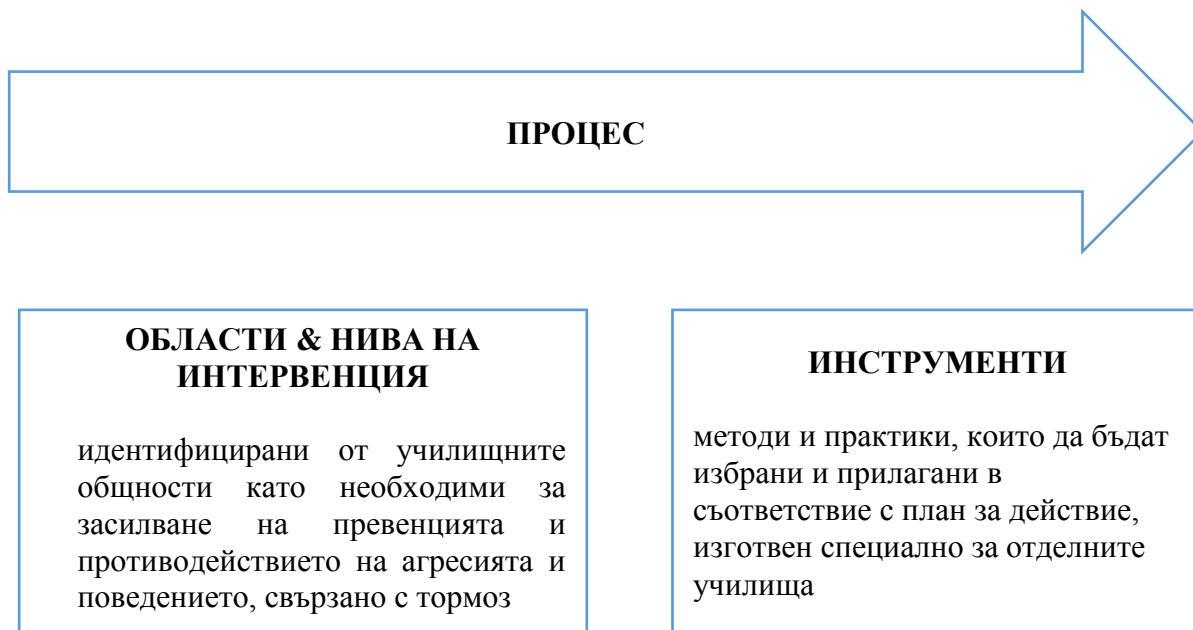 ПРОЦЕС
ОБЛАСТИ & НИВА НА
ИНТЕРВЕНЦИЯ
идентифицирани от училищните
общности като необходими за
засилване на превенцията и
противодействието на агресията и
поведението, свързано с тормоз
ИНСТРУМЕНТИ
методи и практики, които да бъдат
избрани и прилагани в
съответствие с план за действие,
изготвен специално за отделните
училища